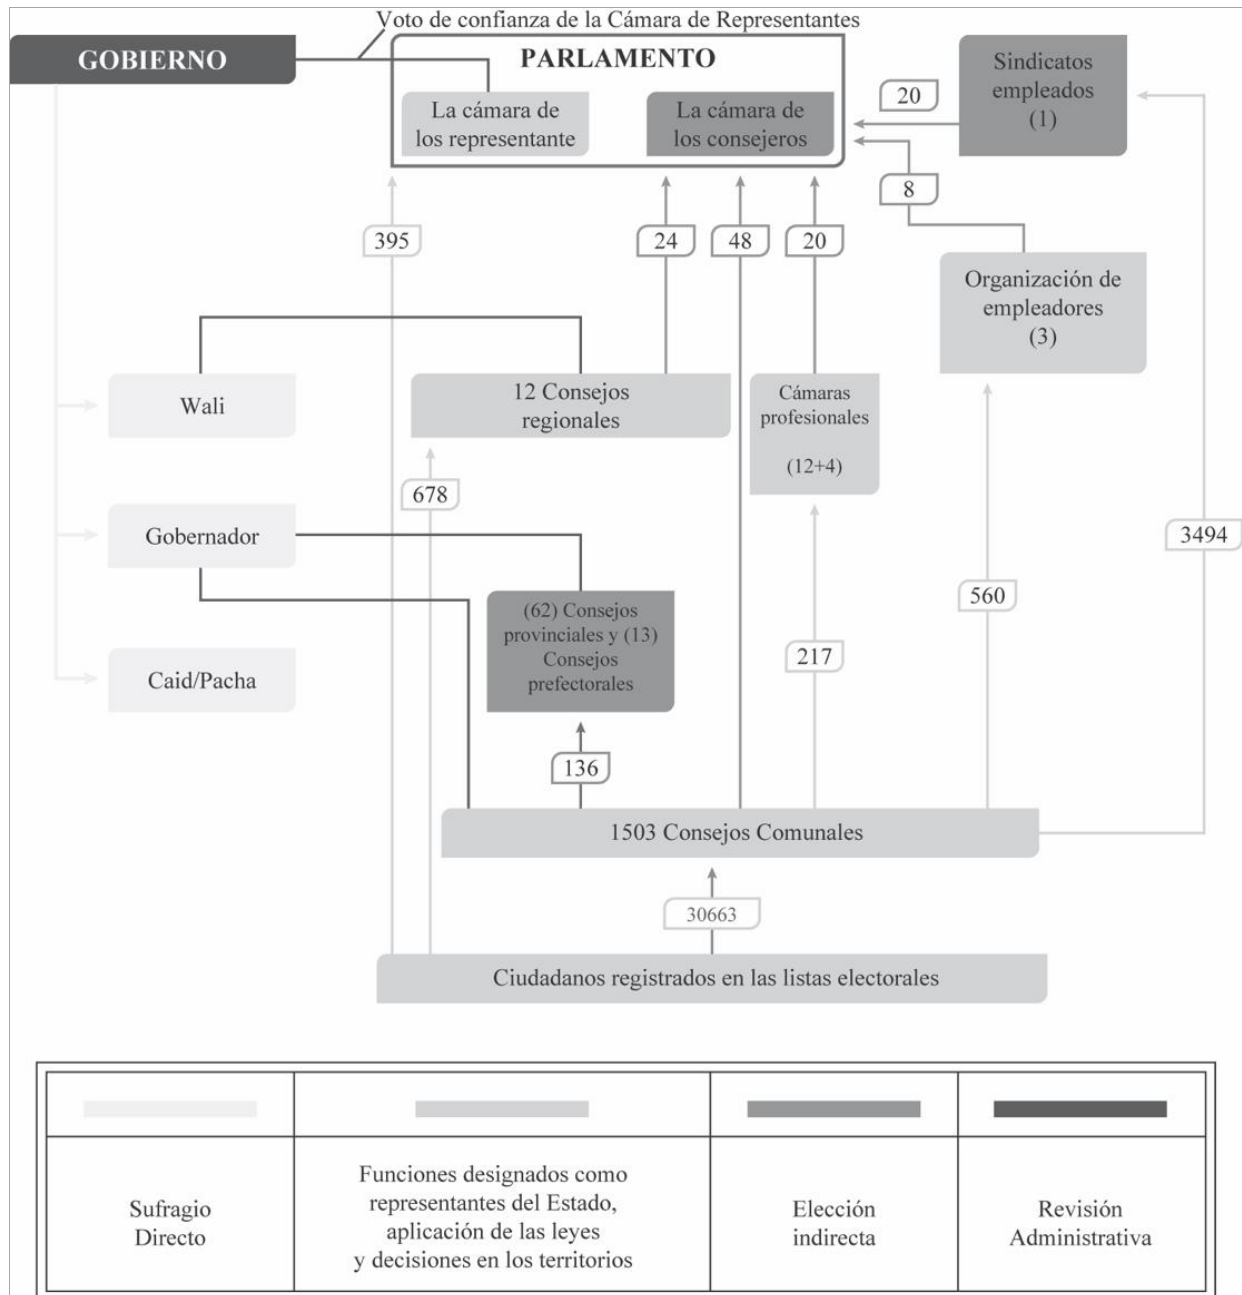 Voto de confianza de la Cámara de Representantes
GOBIERNO
PARLAMENTO
La cámara de
los representante
La cámara de
los consejeros
Sindicatos
empleados
(1)
20
8
395
24
48
20
Organización de
empleadores
(3)
Wali
12 Consejos
regionales
Cámaras
profesionales
(12+4)
678
Gobernador
3494
(62) Consejos
provinciales y (13)
Consejos
prefectorales
560
217
Caid/Pacha
136
1503 Consejos Comunales
30663
Ciudadanos registrados en las listas electorales
Sufragio
Directo
Funciones designados como
representantes del Estado,
aplicación de las leyes
y decisiones en los territorios
Elección
indirecta
Revisión
Administrativa